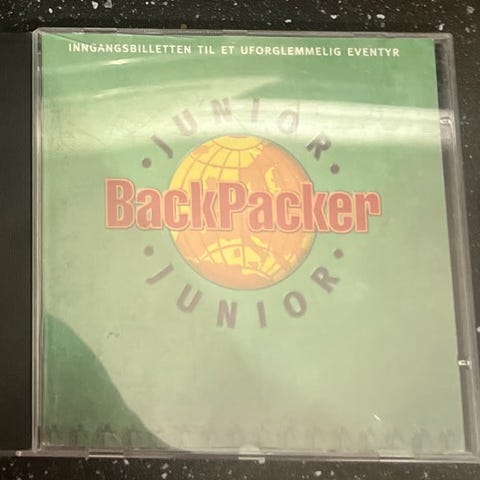 INNGANGSBILLETTEN TIL ET UFORGLEMMELIG EVENTYR
• JUNIOR •
BackPacker
• JUNIOR •